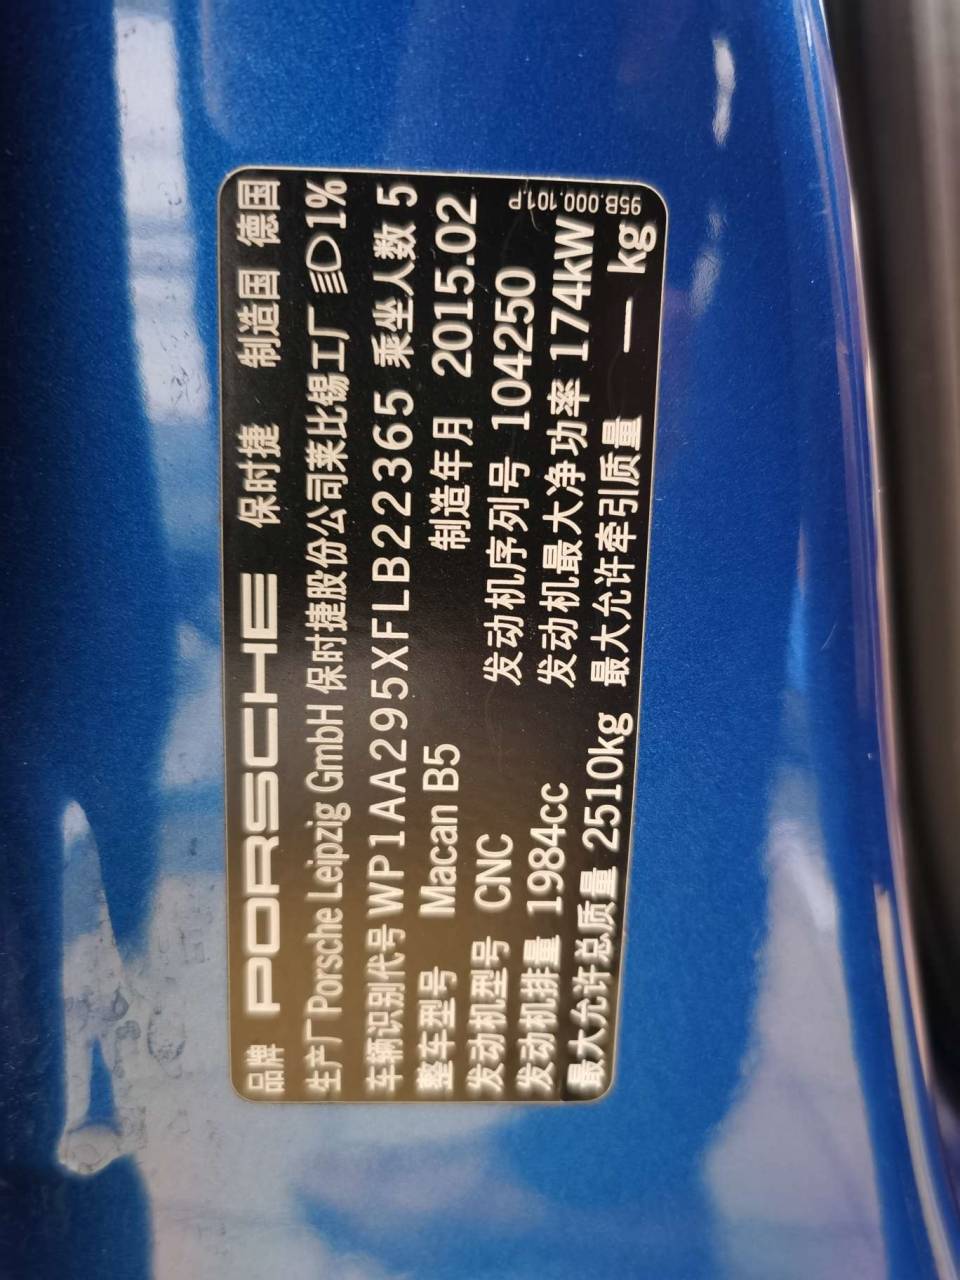 品牌 PORSCHE 保时捷 制造国 德国
生产厂 Porsche Leipzig GmbH 保时捷股份公司莱比锡工厂 1%
车辆识别代号 WP1AA295XFLB22365 乘坐人数 5
整车型号 Macan B5 制造年月 2015.02
发动机型号 CNC 发动机序列号 104250
发动机排量 1984cc 发动机最大净功率 174kW
最大允许总质量 2510kg 最大允许牵引质量 — kg
95B.000.101.P